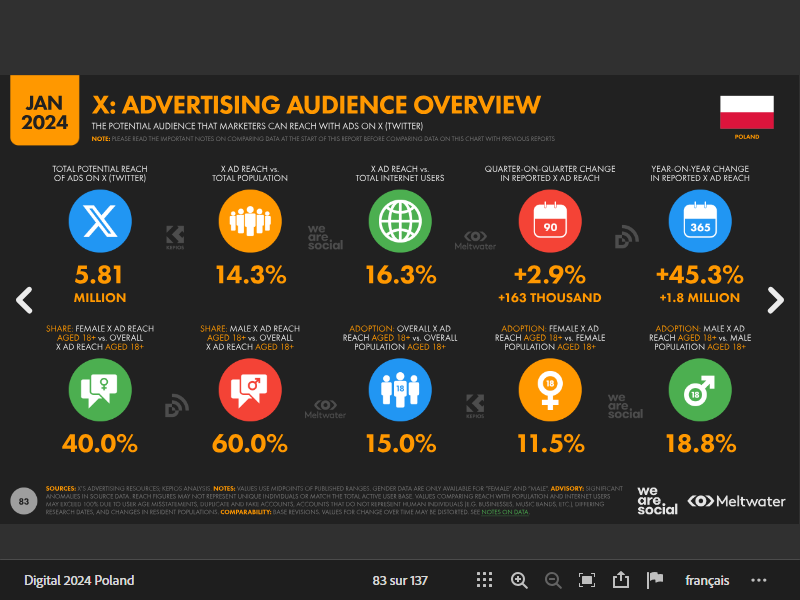 JAN
2024
X: ADVERTISING AUDIENCE OVERVIEW
THE POTENTIAL AUDIENCE THAT MARKETERS CAN REACH WITH ADS ON X (TWITTER)
NOTE: PLEASE READ THE IMPORTANT NOTES ON COMPARING DATA AT THE START OF THIS REPORT BEFORE COMPARING DATA ON THIS CHART WITH PREVIOUS REPORTS
POLAND
TOTAL POTENTIAL REACH
OF ADS ON X (TWITTER)
5.81
MILLION
X AD REACH vs.
TOTAL POPULATION
14.3%
X AD REACH vs.
TOTAL INTERNET USERS
16.3%
QUARTER-ON-QUARTER CHANGE
IN REPORTED X AD REACH
90
+2.9%
+163 THOUSAND
YEAR-ON-YEAR CHANGE
IN REPORTED X AD REACH
365
+45.3%
+1.8 MILLION
KEPIOS
we
are.
social
Meltwater
SHARE: FEMALE X AD REACH
AGED 18+ vs. OVERALL
X AD REACH AGED 18+
40.0%
SHARE: MALE X AD REACH
AGED 18+ vs. OVERALL
X AD REACH AGED 18+
60.0%
ADOPTION: OVERALL X AD
REACH AGED 18+ vs. OVERALL
POPULATION AGED 18+
18
15.0%
ADOPTION: FEMALE X AD
REACH AGED 18+ vs. FEMALE
POPULATION AGED 18+
18
11.5%
ADOPTION: MALE X AD
REACH AGED 18+ vs. MALE
POPULATION AGED 18+
18
18.8%
Meltwater
KEPIOS
we
are.
social
83
SOURCES: X'S ADVERTISING RESOURCES; KEPIOS ANALYSIS. NOTES: VALUES USE MIDPOINTS OF PUBLISHED RANGES. GENDER DATA ARE ONLY AVAILABLE FOR "FEMALE" AND "MALE". ADVISORY: SIGNIFICANT
ANOMALIES IN SOURCE DATA. REACH FIGURES MAY NOT REPRESENT UNIQUE INDIVIDUALS OR MATCH THE TOTAL ACTIVE USER BASE. VALUES COMPARING REACH WITH POPULATION AND INTERNET USERS
MAY EXCEED 100% DUE TO USER AGE MISSTATEMENTS, DUPLICATE AND FAKE ACCOUNTS, ACCOUNTS THAT DO NOT REPRESENT HUMAN INDIVIDUALS (E.G. BUSINESSES, MUSIC BANDS, ETC.), DIFFERING
RESEARCH DATES, AND CHANGES IN RESIDENT POPULATIONS. COMPARABILITY: BASE REVISIONS. VALUES FOR CHANGE OVER TIME MAY BE DISTORTED. SEE NOTES ON DATA.
we
are.
social
Meltwater
Digital 2024 Poland
83 sur 137
français